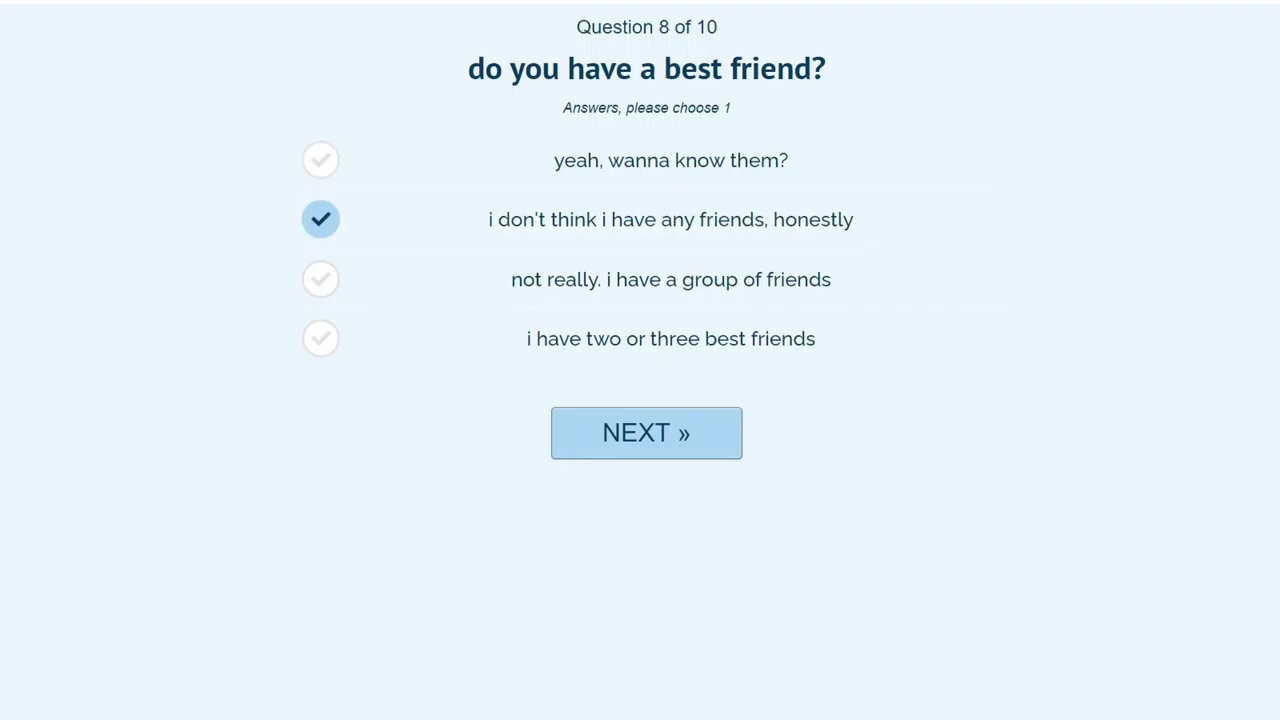 Question 8 of 10
do you have a best friend?
Answers, please choose 1
yeah, wanna know them?
i don't think i have any friends, honestly
not really. i have a group of friends
i have two or three best friends
NEXT »